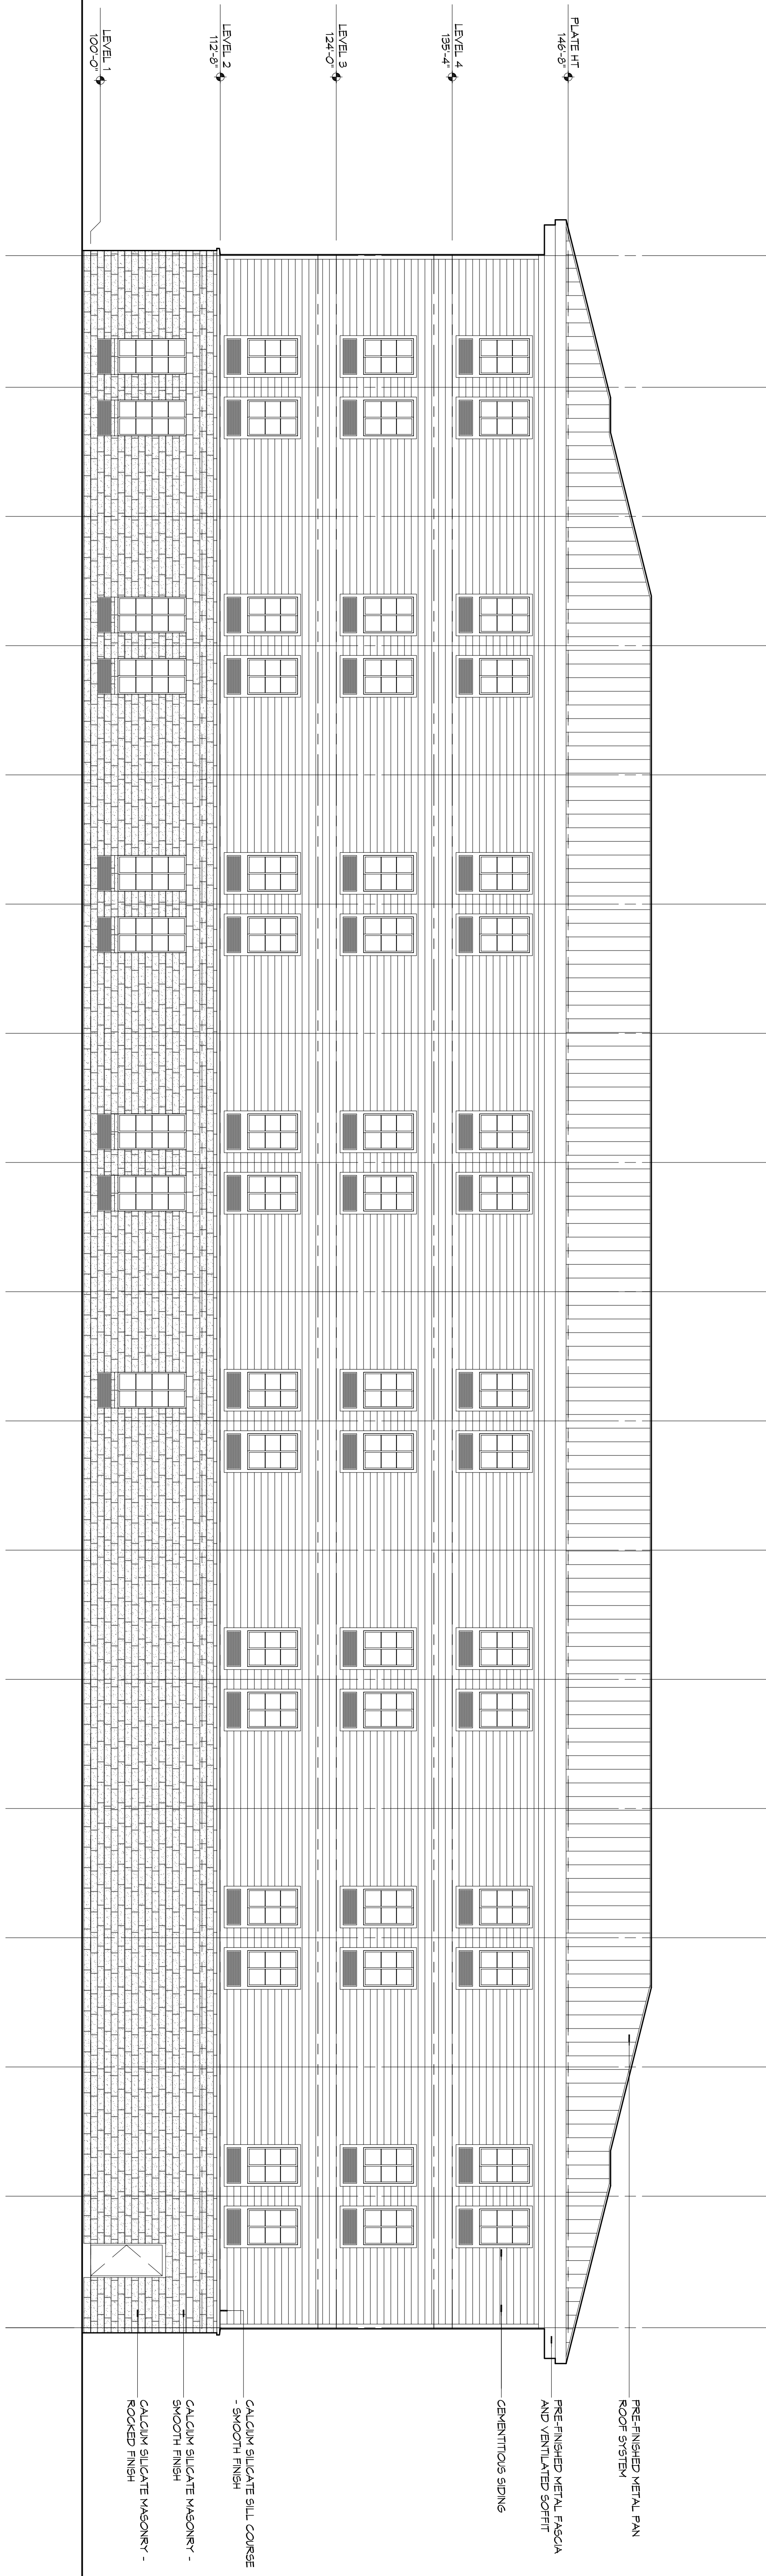 PLATE HT
146'-8"
LEVEL 4
135'-4"
LEVEL 3
124'-0"
LEVEL 2
112'-8"
LEVEL 1
100'-0"
PRE-FINISHED METAL PAN
ROOF SYSTEM
PRE-FINISHED METAL FASCIA
AND VENTILATED SOFFIT
CEMENTITIOUS SIDING
CALCIUM SILICATE SILL COURSE
- SMOOTH FINISH
CALCIUM SILICATE MASONRY -
SMOOTH FINISH
CALCIUM SILICATE MASONRY -
ROCKED FINISH